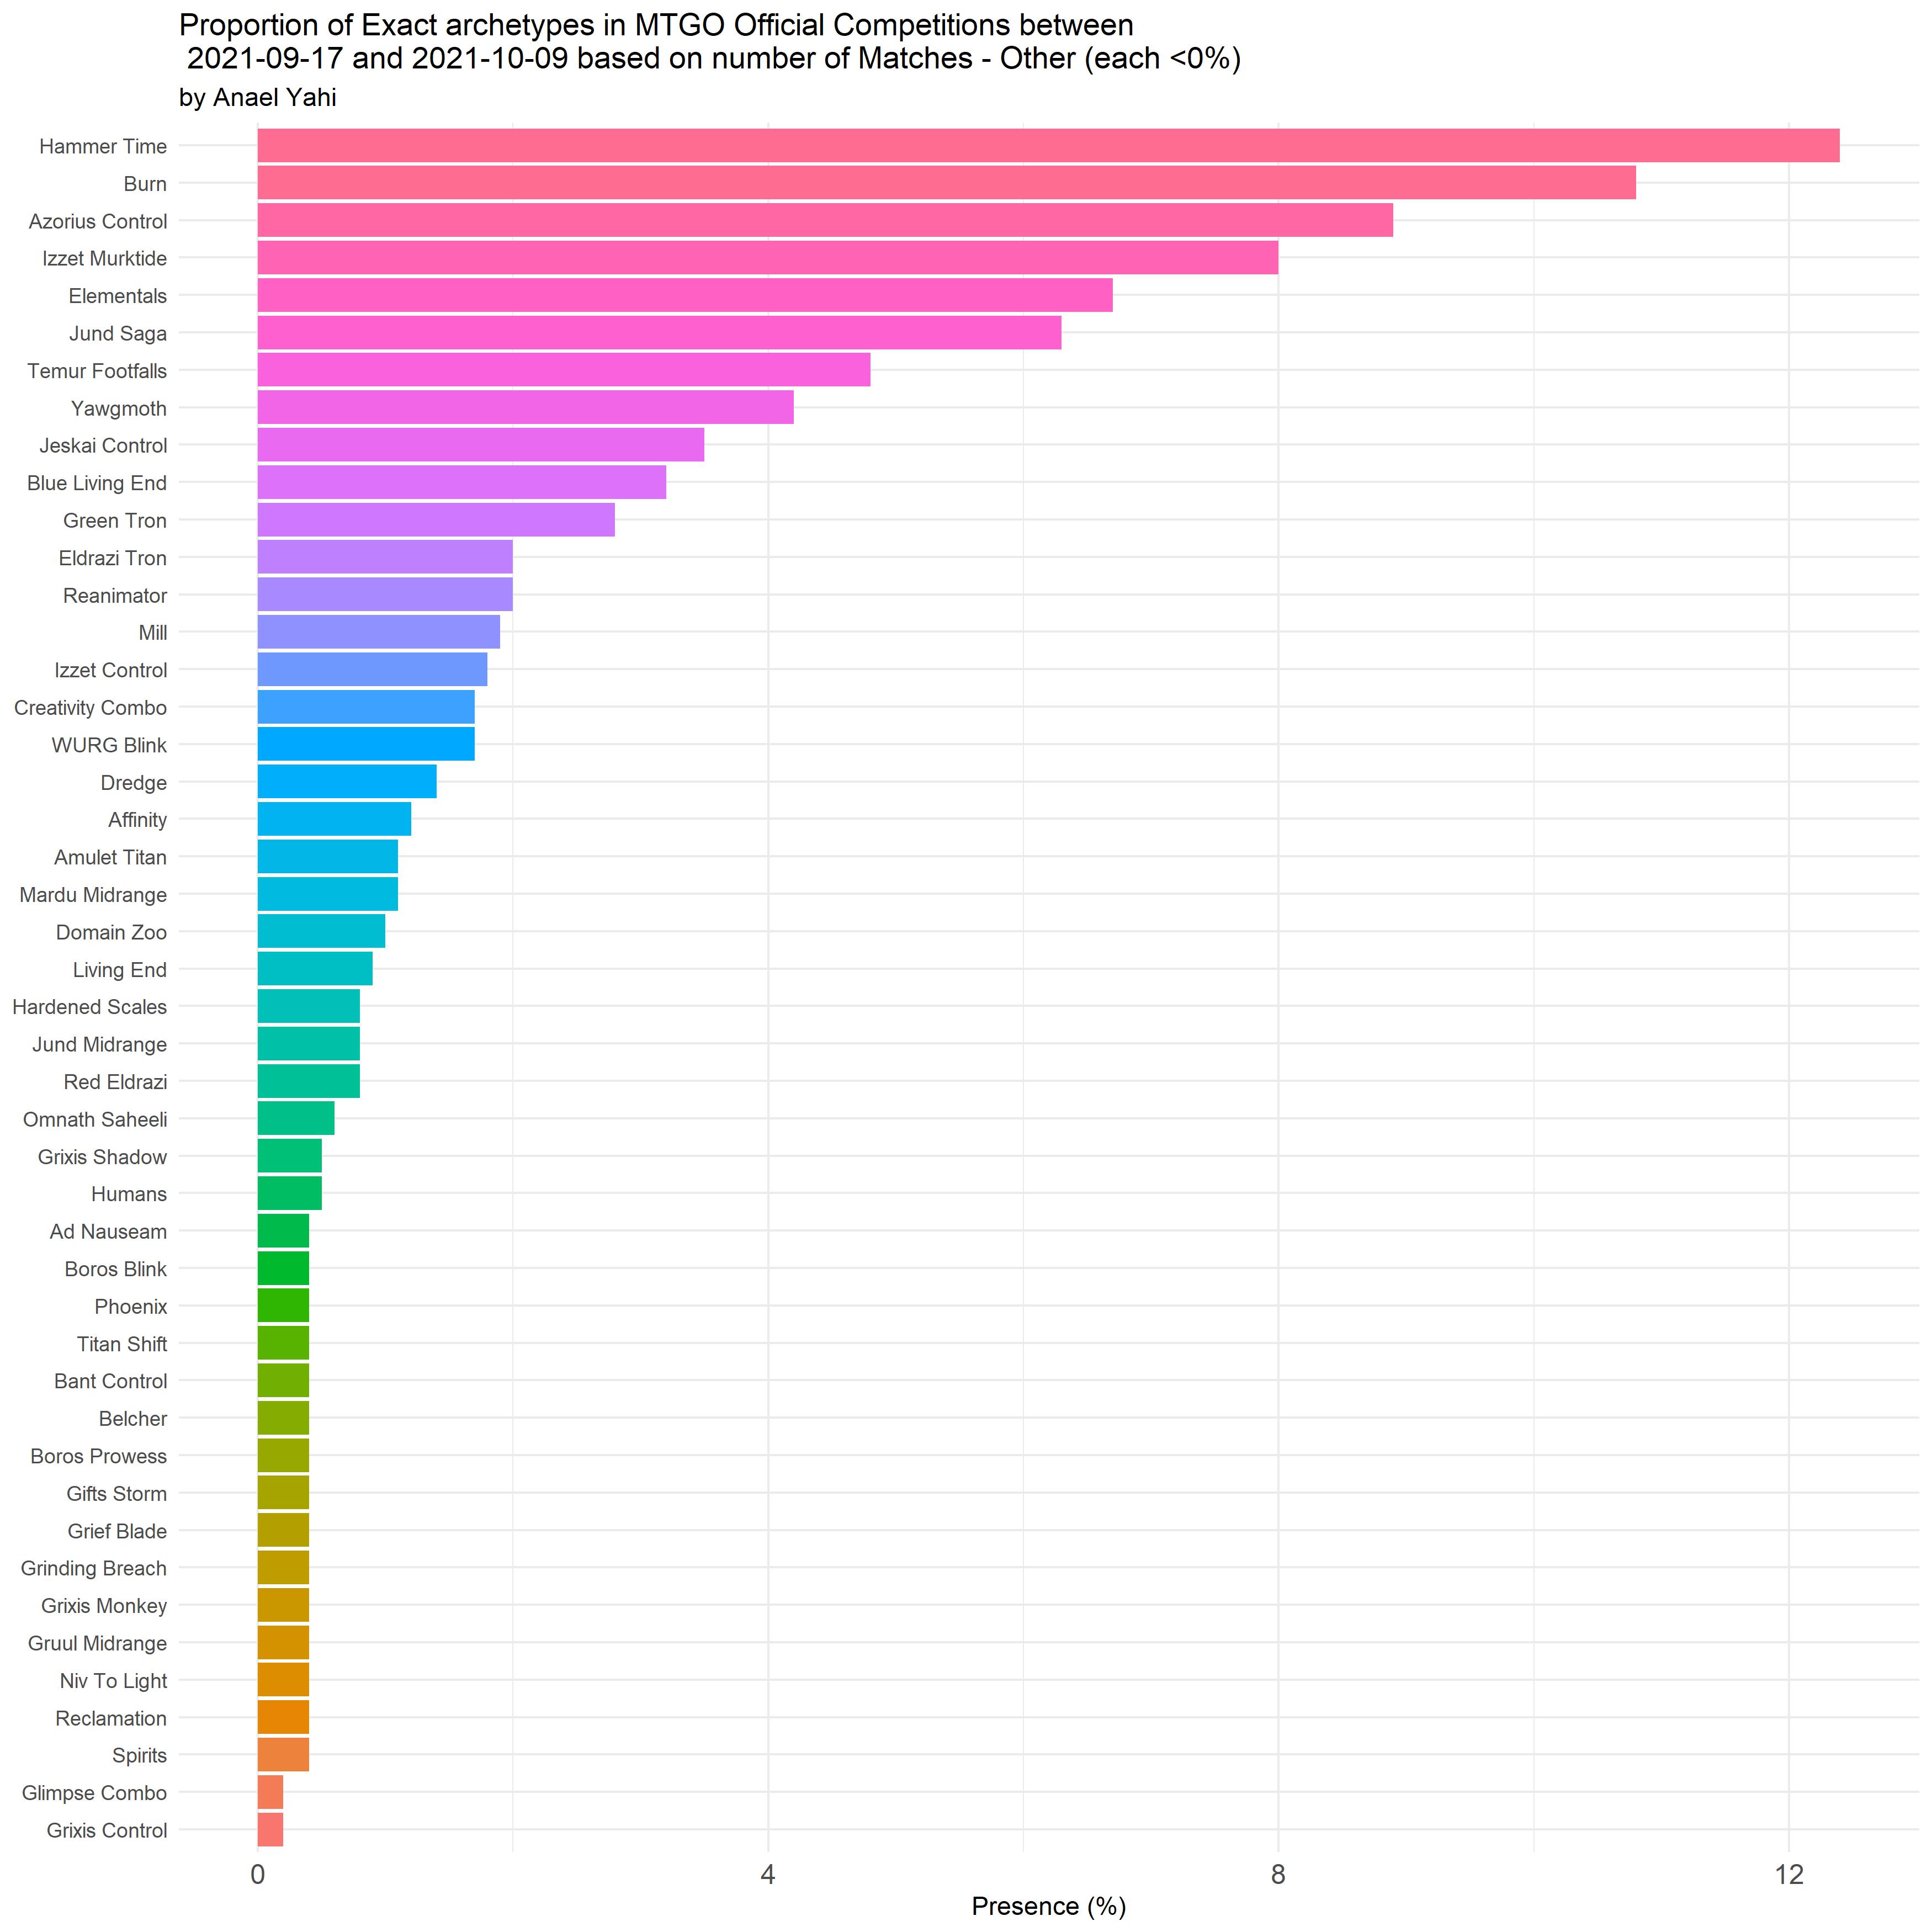 Proportion of Exact archetypes in MTGO Official Competitions between
2021-09-17 and 2021-10-09 based on number of Matches - Other (each <0%)
by Anael Yahi
Hammer Time
Burn
Azorius Control
Izzet Murktide
Elementals
Jund Saga
Temur Footfalls
Yawgmoth
Jeskai Control
Blue Living End
Green Tron
Eldrazi Tron
Reanimator
Mill
Izzet Control
Creativity Combo
WURG Blink
Dredge
Affinity
Amulet Titan
Mardu Midrange
Domain Zoo
Living End
Hardened Scales
Jund Midrange
Red Eldrazi
Omnath Saheeli
Grixis Shadow
Humans
Ad Nauseam
Boros Blink
Phoenix
Titan Shift
Bant Control
Belcher
Boros Prowess
Gifts Storm
Grief Blade
Grinding Breach
Grixis Monkey
Gruul Midrange
Niv To Light
Reclamation
Spirits
Glimpse Combo
Grixis Control
0 4 8 12
Presence (%)